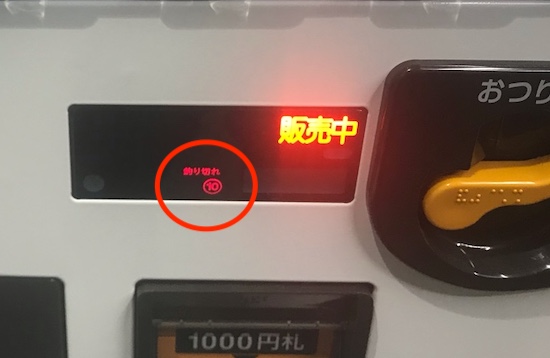 販売中
おつり
釣り切れ
⑩
1000円札